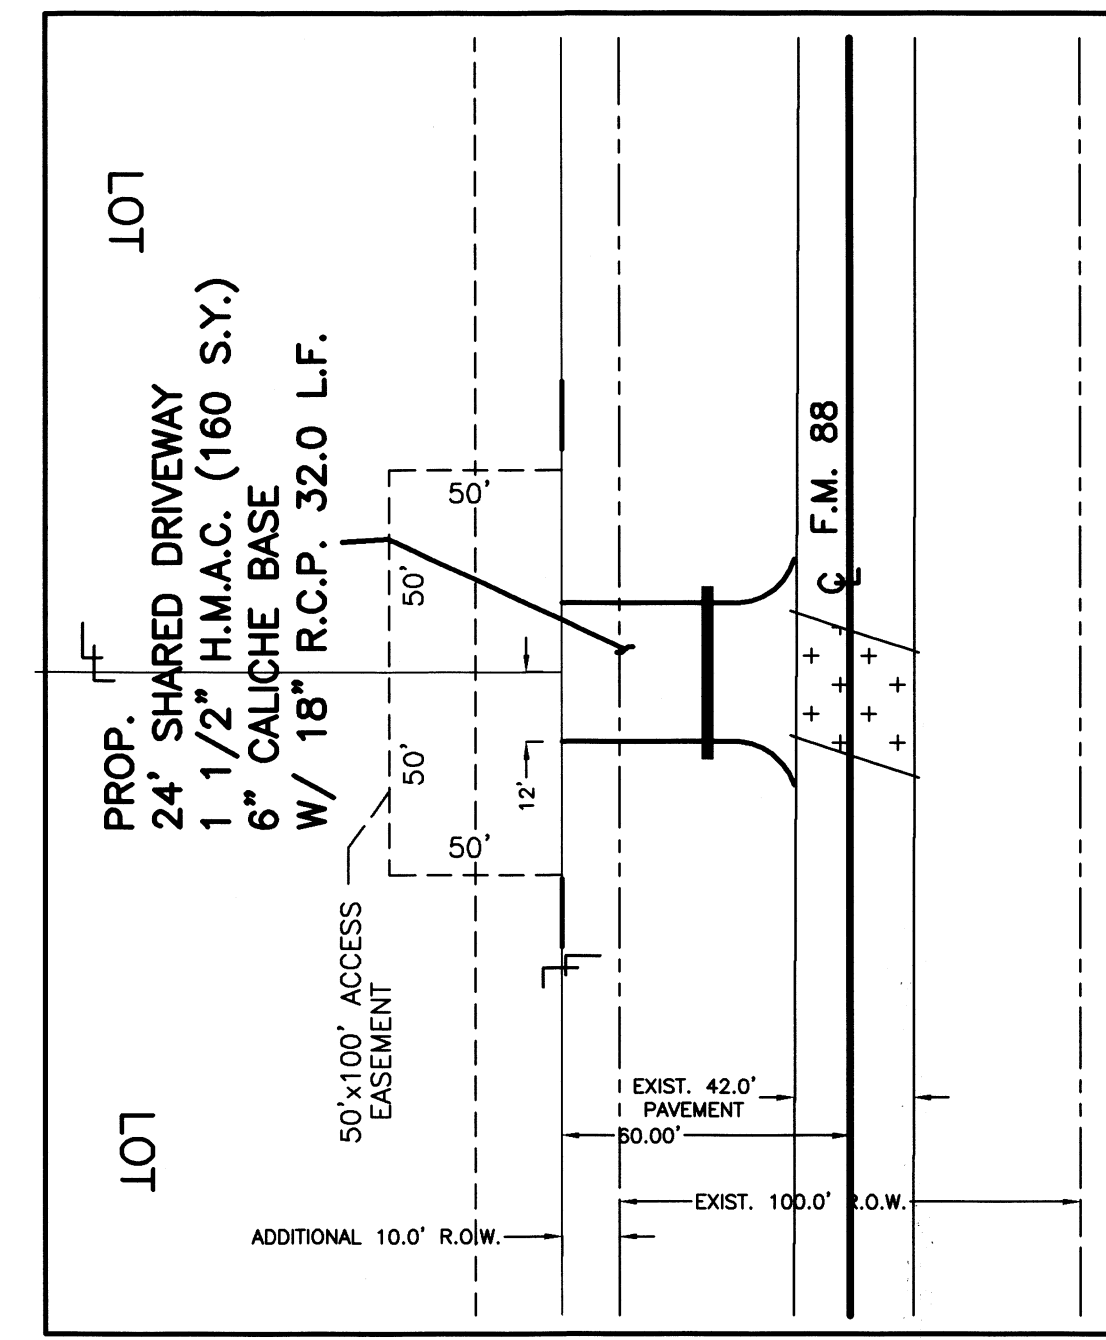 LOT
PROP.
24' SHARED DRIVEWAY
1 1/2" H.M.A.C. (160 S.Y.)
6" CALICHE BASE
W/ 18" R.C.P. 32.0 L.F.
50'
50'
50'
50'
12'
F.M. 88
℄
50'x100' ACCESS
EASEMENT
LOT
EXIST. 42.0'
PAVEMENT
60.00'
EXIST. 100.0' R.O.W.
ADDITIONAL 10.0' R.O.W.